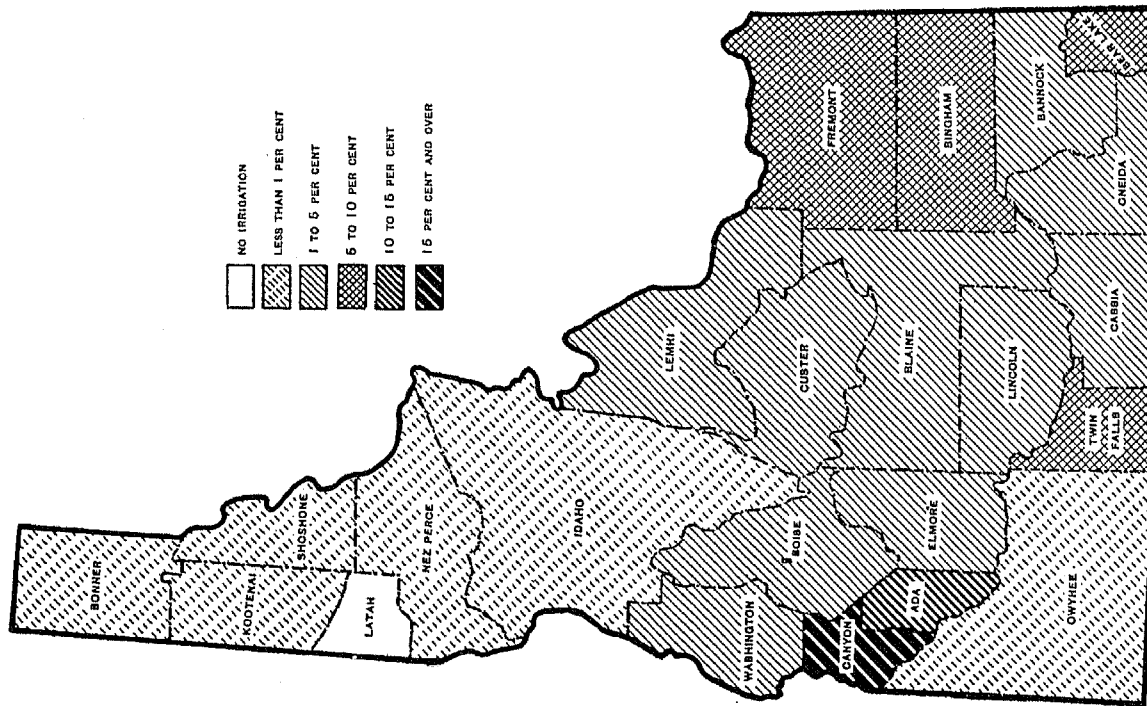 NO IRRIGATION
LESS THAN 1 PER CENT
1 TO 5 PER CENT
5 TO 10 PER CENT
10 TO 15 PER CENT
15 PER CENT AND OVER
BONNER
KOOTENAI
SHOSHONE
LATAH
NEZ PERCE
IDAHO
LEMHI
WASHINGTON
BOISE
CUSTER
FREMONT
CANYON
ADA
ELMORE
BLAINE
BINGHAM
LINCOLN
OWYHEE
TWIN
FALLS
CASSIA
ONEIDA
BANNOCK
BEAR LAKE